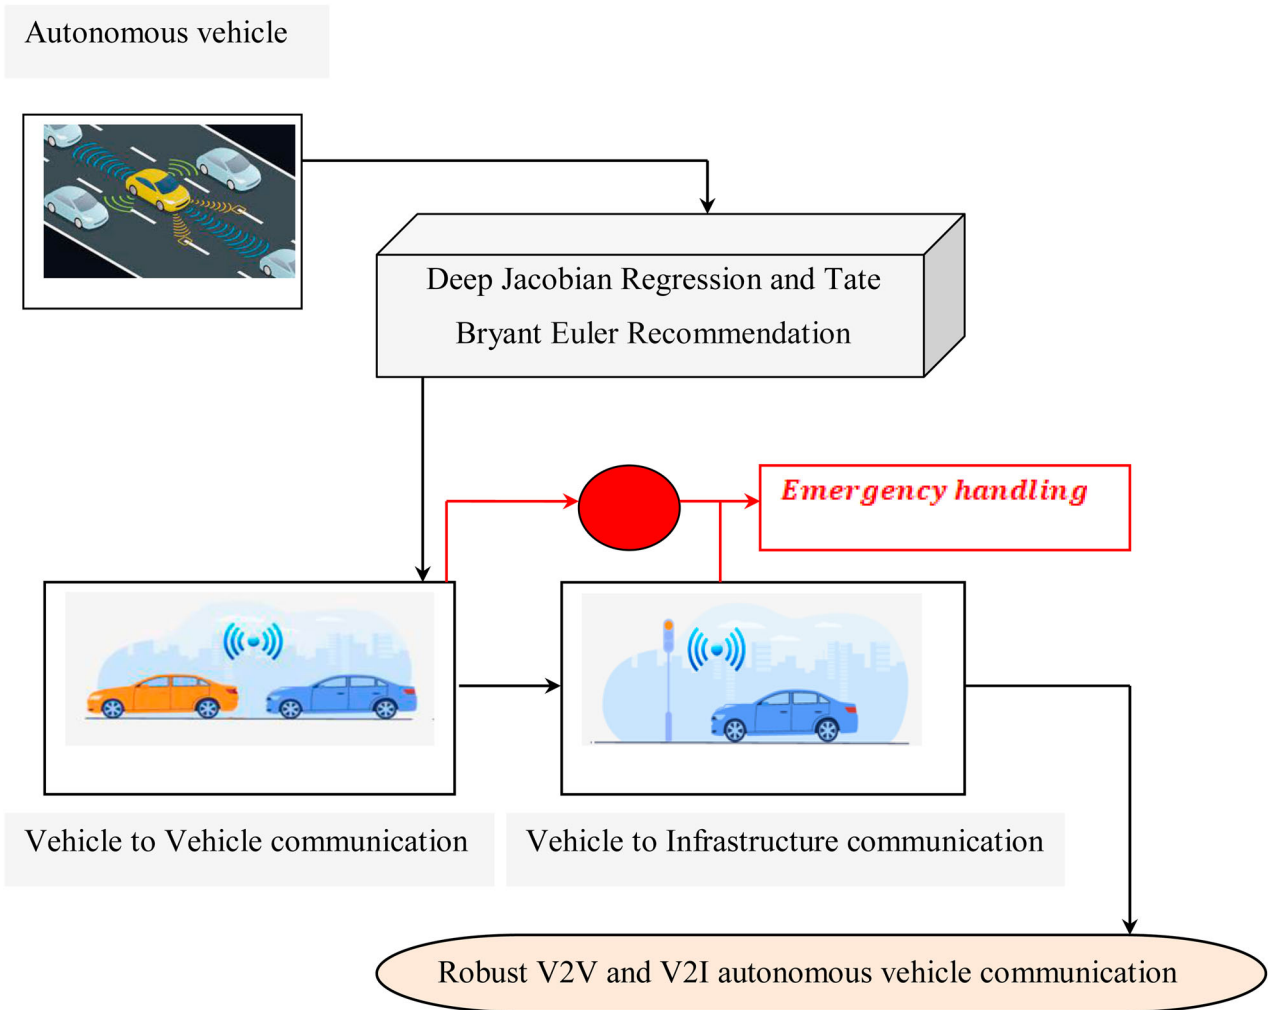 Autonomous vehicle
Deep Jacobian Regression and Tate
Bryant Euler Recommendation
Emergency handling
Vehicle to Vehicle communication
Vehicle to Infrastructure communication
Robust V2V and V2I autonomous vehicle communication